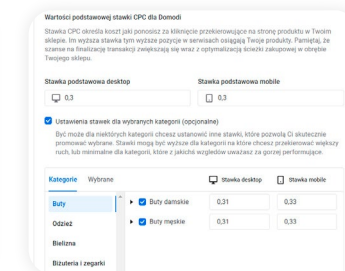 Wartości podstawowej stawki CPC dla Domodi
Stawka CPC określa koszt jaki ponosisz za kliknięcie przekierowujące na stronę produktu w Twoim
sklepie. Im wyższa stawka tym wyższe pozycje w serwisach osiągają Twoje produkty. Pamiętaj, że
szanse na finalizację transakcji zwiększają się wraz z optymalizacją ścieżki zakupowej w obrębie
Twojego sklepu.
Stawka podstawowa desktop Stawka podstawowa mobile
0,3 0,3
Ustawienia stawek dla wybranych kategorii (opcjonalne)
Być może dla niektórych kategorii chcesz ustanowić inne stawki, które pozwolą Ci skutecznie
promować wybrane. Stawki mogą być wyższe dla kategorii na które chcesz przekierować większy
ruch, lub minimalne dla kategorii, które z jakichś względów uważasz za gorzej performujące.
Kategorie Wybrane Stawka desktop Stawka mobile
Buty Buty damskie 0,31 0,33
Odzież Buty męskie 0,31 0,33
Bielizna
Biżuteria i zegarki